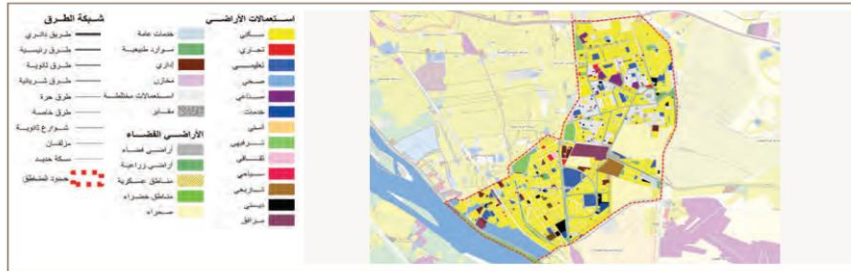 استعمالات الأراضي
سكني
تجاري
تعليمي
صحي
صناعي
خدمات
أمني
ترفيهي
ثقافي
سياحي
تاريخي
ديني
مرافق
خدمات عامة
موارد طبيعية
إداري
مخازن
استعمالات مختلطة
مقابر
الأراضي الفضاء
أراضي فضاء
أراضي زراعية
مناطق عسكرية
مناطق خضراء
صحراء
شبكة الطرق
طريق دائري
طرق رئيسية
طرق ثانوية
طرق شريانية
طرق حرة
طرق خاصة
شوارع ثانوية
مزلقان
سكة حديد
حدود المناطق